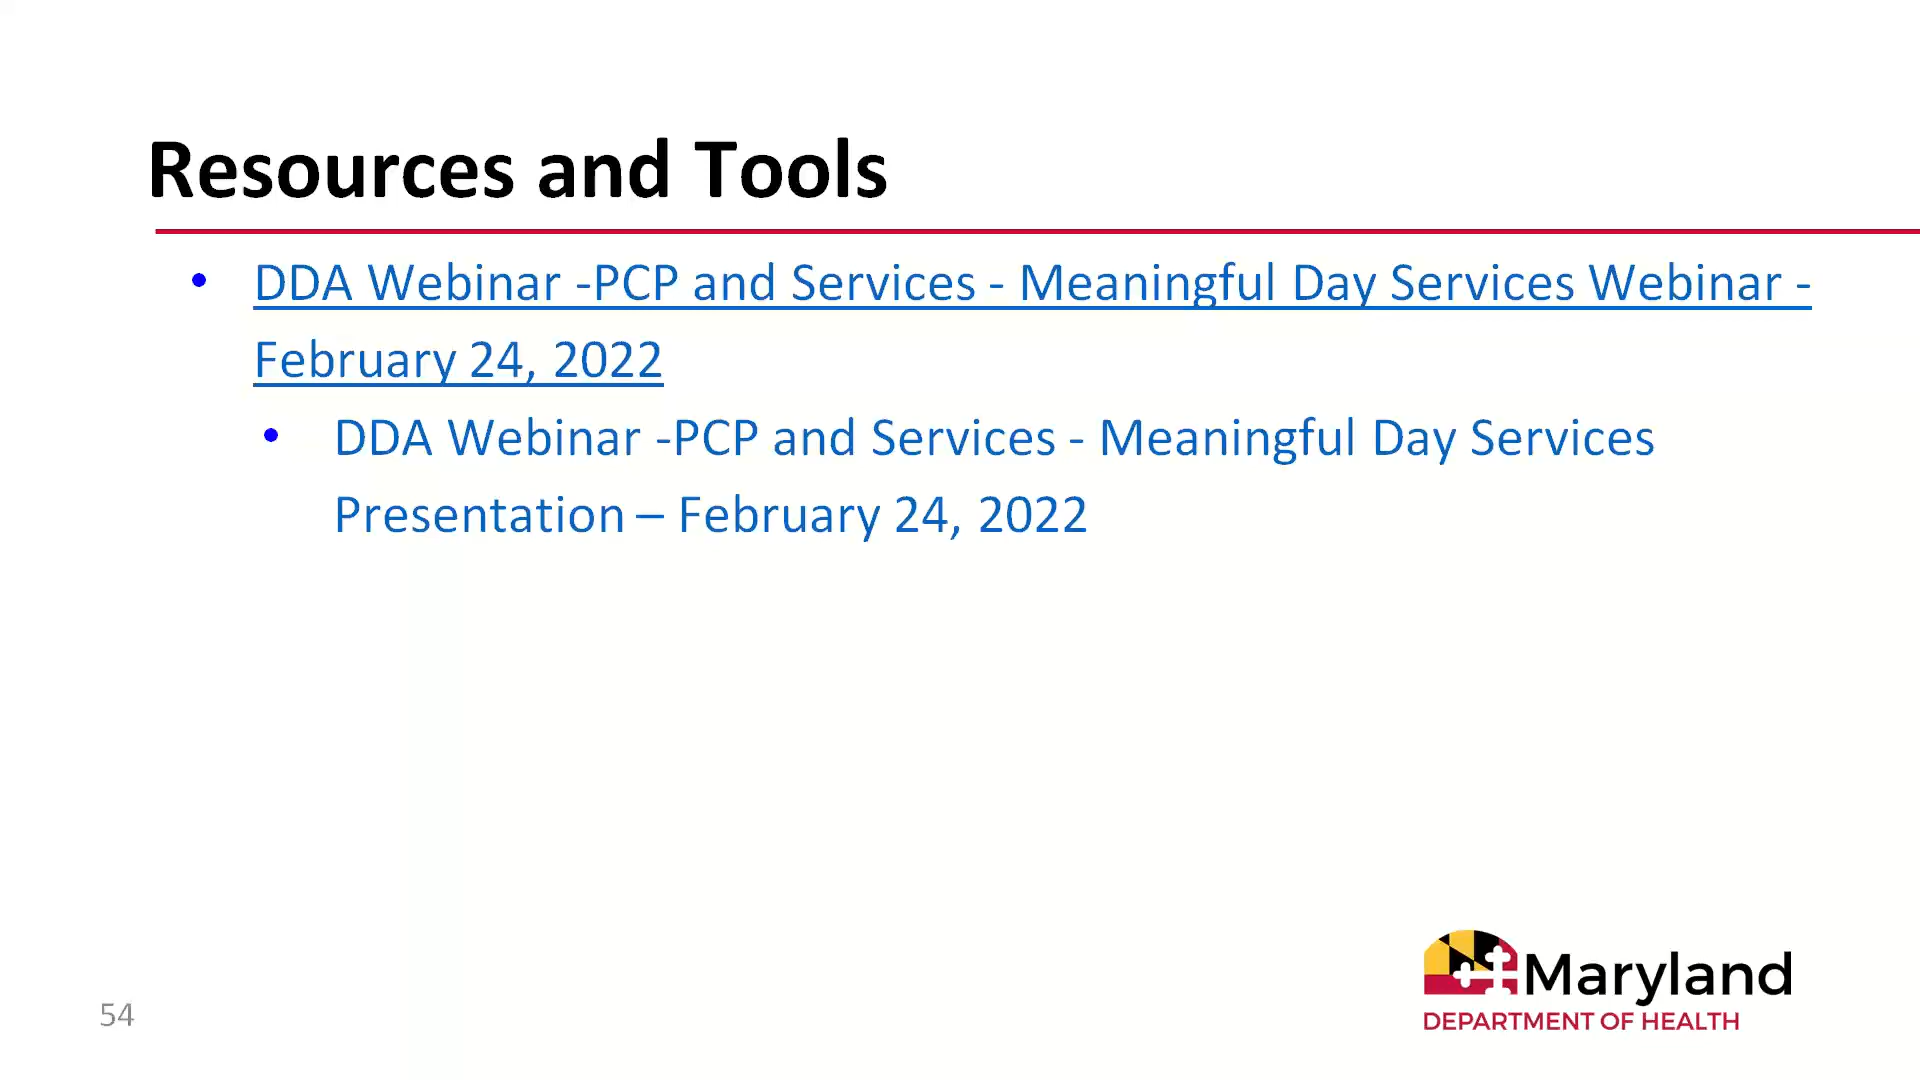 Resources and Tools
• DDA Webinar -PCP and Services - Meaningful Day Services Webinar -
February 24, 2022
• DDA Webinar -PCP and Services - Meaningful Day Services
Presentation – February 24, 2022
54
Maryland
DEPARTMENT OF HEALTH